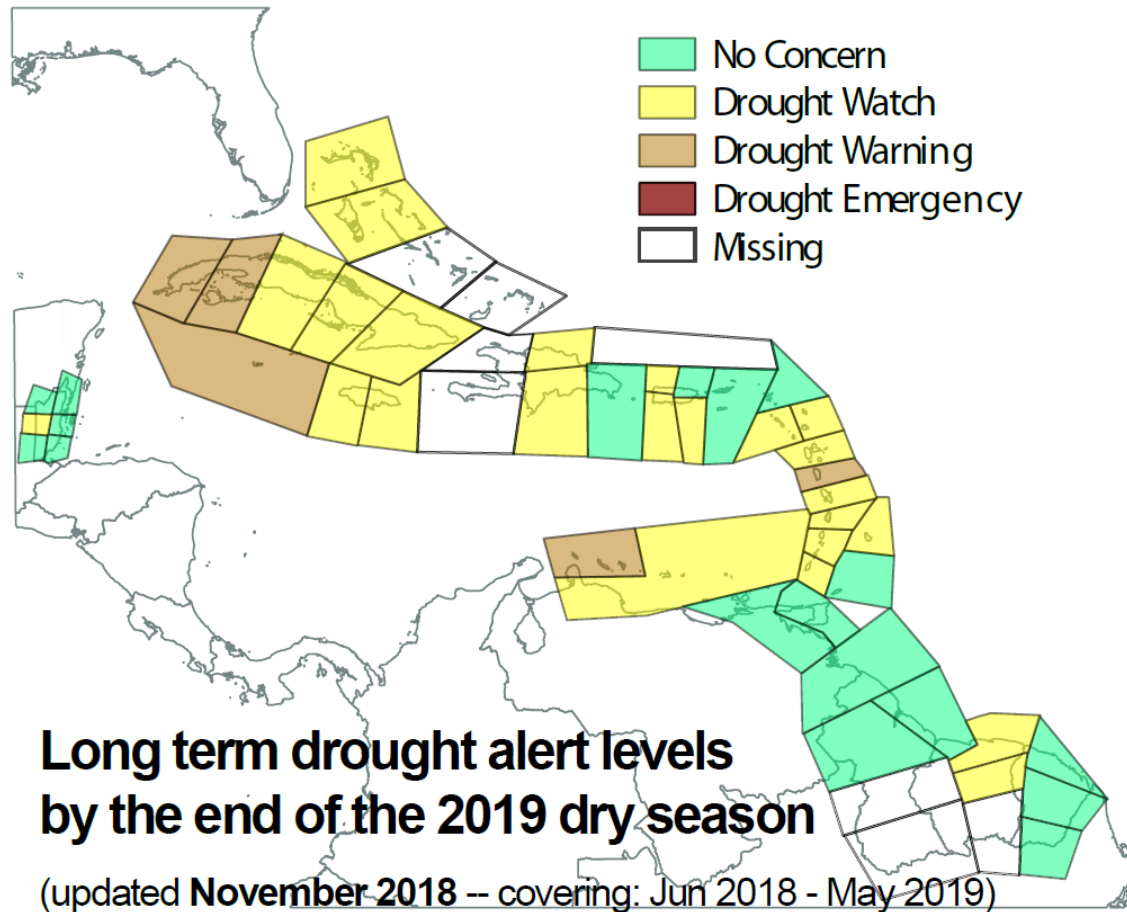 No Concern
Drought Watch
Drought Warning
Drought Emergency
Missing
Long term drought alert levels
by the end of the 2019 dry season
(updated November 2018 -- covering: Jun 2018 - May 2019)